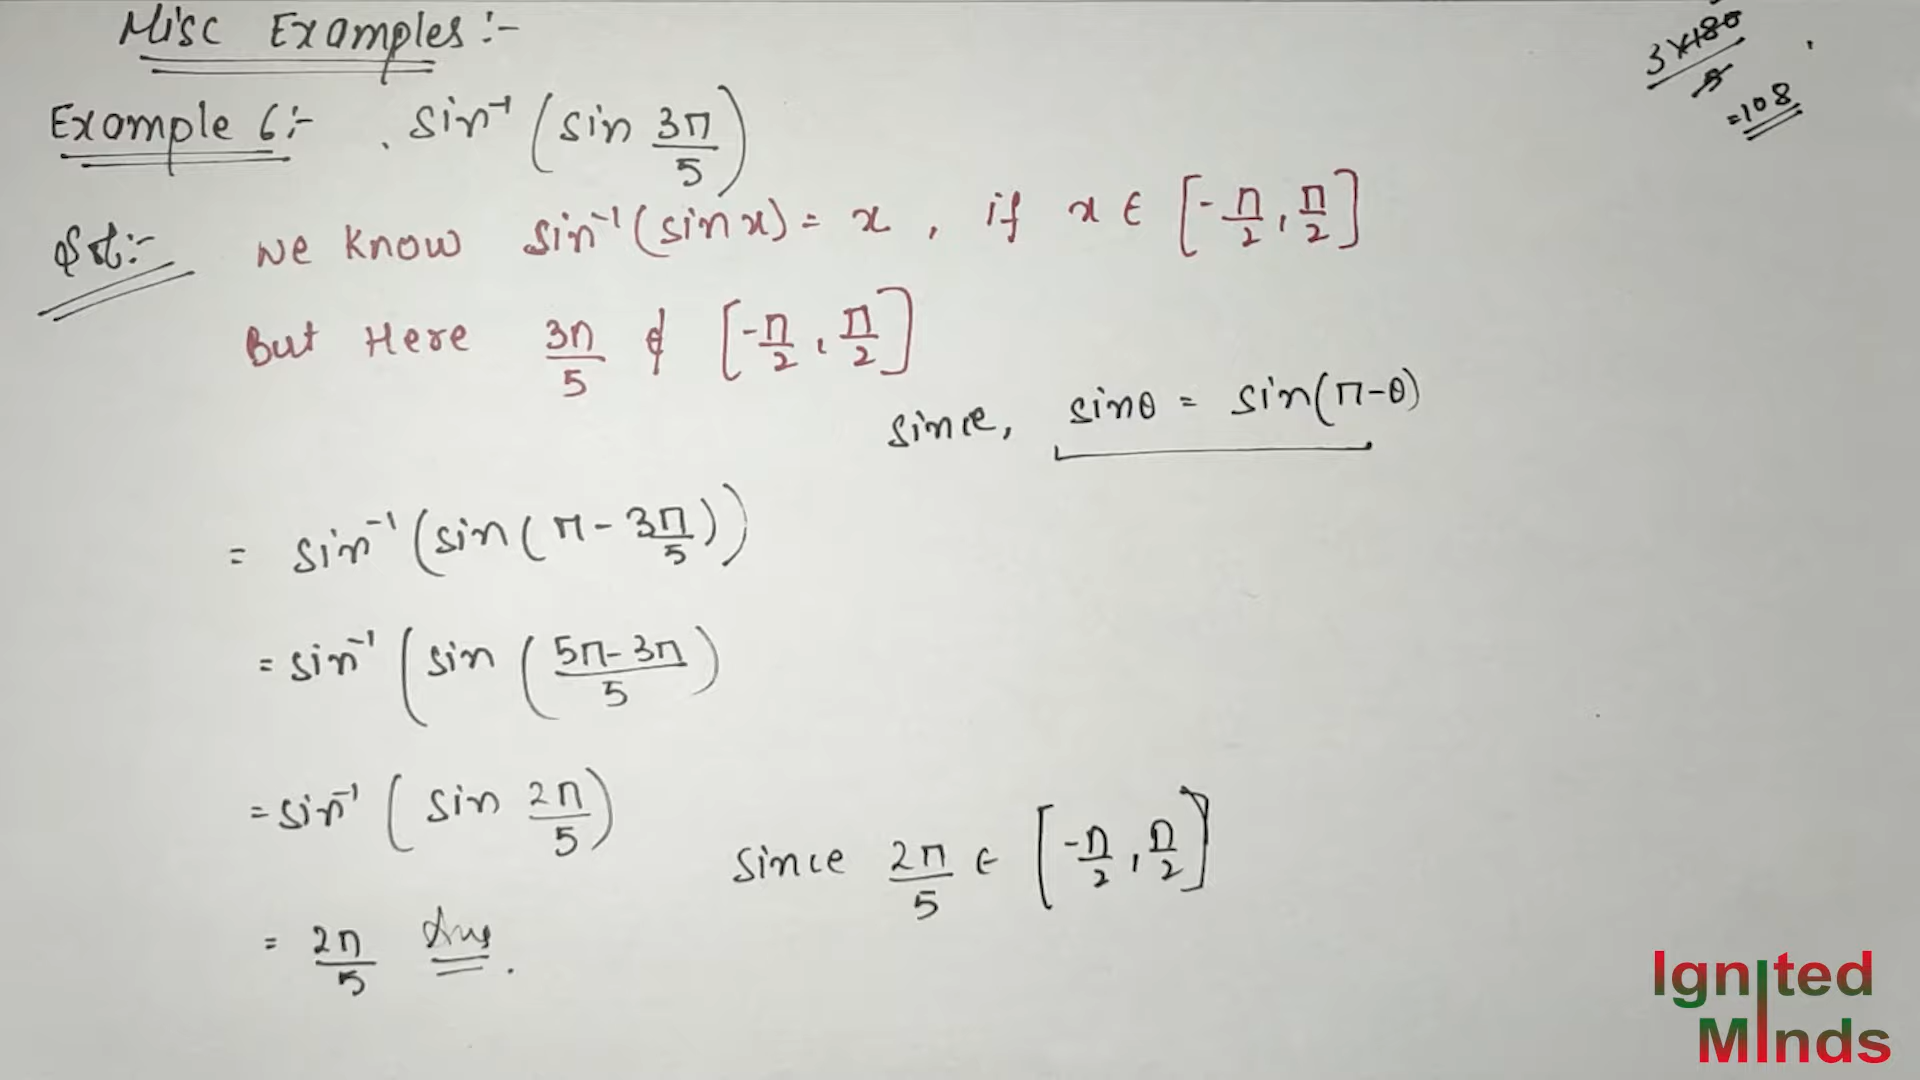 Misc Examples :-
3×180
5
=108
Example 6:- sin⁻¹ (sin 3π/5)
Sol:- We know sin⁻¹(sin x) = x , if x ∈ [-π/2, π/2]
But Here 3π/5 ∉ [-π/2, π/2]
since, sinθ = sin(π-θ)
= sin⁻¹ (sin (π - 3π/5))
= sin⁻¹ (sin (5π-3π/5)
= sin⁻¹ (sin 2π/5)
since 2π/5 ∈ [-π/2, π/2]
= 2π/5 Ans.
Ignited
Minds